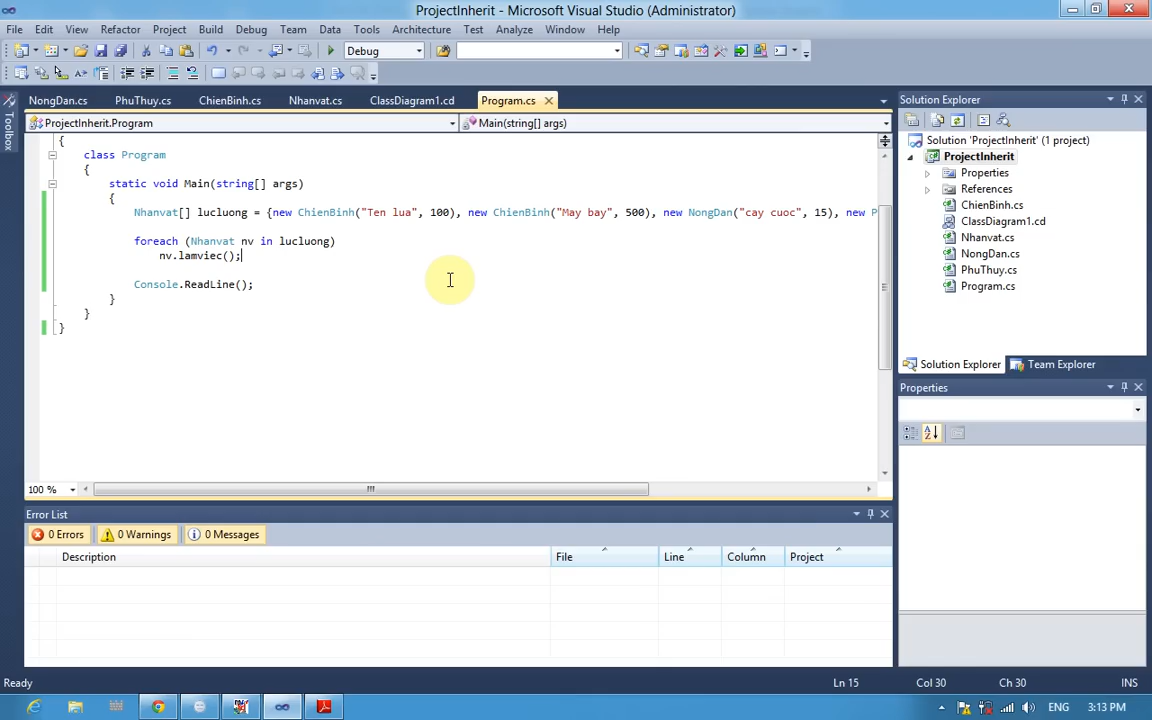 ProjectInherit - Microsoft Visual Studio (Administrator)
File Edit View Refactor Project Build Debug Team Data Tools Architecture Test Analyze Window Help
Debug
NongDan.cs PhuThuy.cs ChienBinh.cs Nhanvat.cs ClassDiagram1.cd Program.cs
ProjectInherit.Program Main(string[] args)
{
class Program
{
static void Main(string[] args)
{
Nhanvat[] lucluong = {new ChienBinh("Ten lua", 100), new ChienBinh("May bay", 500), new NongDan("cay cuoc", 15), new P
foreach (Nhanvat nv in lucluong)
nv.lamviec();
Console.ReadLine();
}
}
}
100 %
Toolbox
Solution Explorer
Solution 'ProjectInherit' (1 project)
ProjectInherit
Properties
References
ChienBinh.cs
ClassDiagram1.cd
Nhanvat.cs
NongDan.cs
PhuThuy.cs
Program.cs
Solution Explorer Team Explorer
Properties
Error List
0 Errors 0 Warnings 0 Messages
Description File Line Column Project
Ready Ln 15 Col 30 Ch 30 INS
ENG 3:13 PM